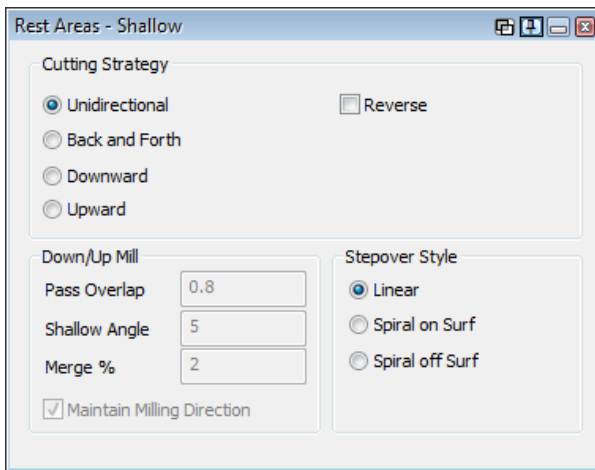 Rest Areas - Shallow
Cutting Strategy
Unidirectional
Reverse
Back and Forth
Downward
Upward
Down/Up Mill
Pass Overlap 0.8
Shallow Angle 5
Merge % 2
Maintain Milling Direction
Stepover Style
Linear
Spiral on Surf
Spiral off Surf